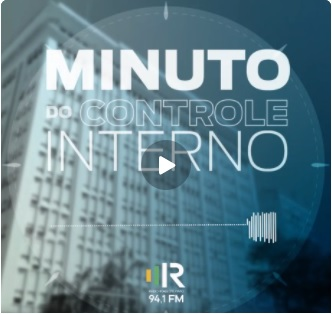 MINUTO
DO CONTROLE
INTERNO
R
94.1 FM